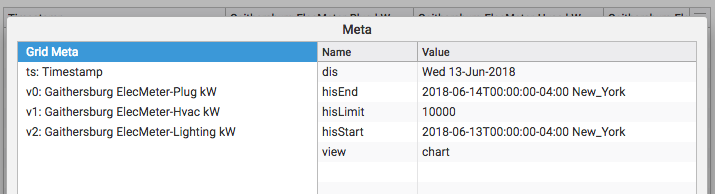 Meta
Grid Meta
Name Value
ts: Timestamp
dis Wed 13-Jun-2018
v0: Gaithersburg ElecMeter-Plug kW
hisEnd 2018-06-14T00:00:00-04:00 New_York
v1: Gaithersburg ElecMeter-Hvac kW
hisLimit 10000
v2: Gaithersburg ElecMeter-Lighting kW
hisStart 2018-06-13T00:00:00-04:00 New_York
view chart